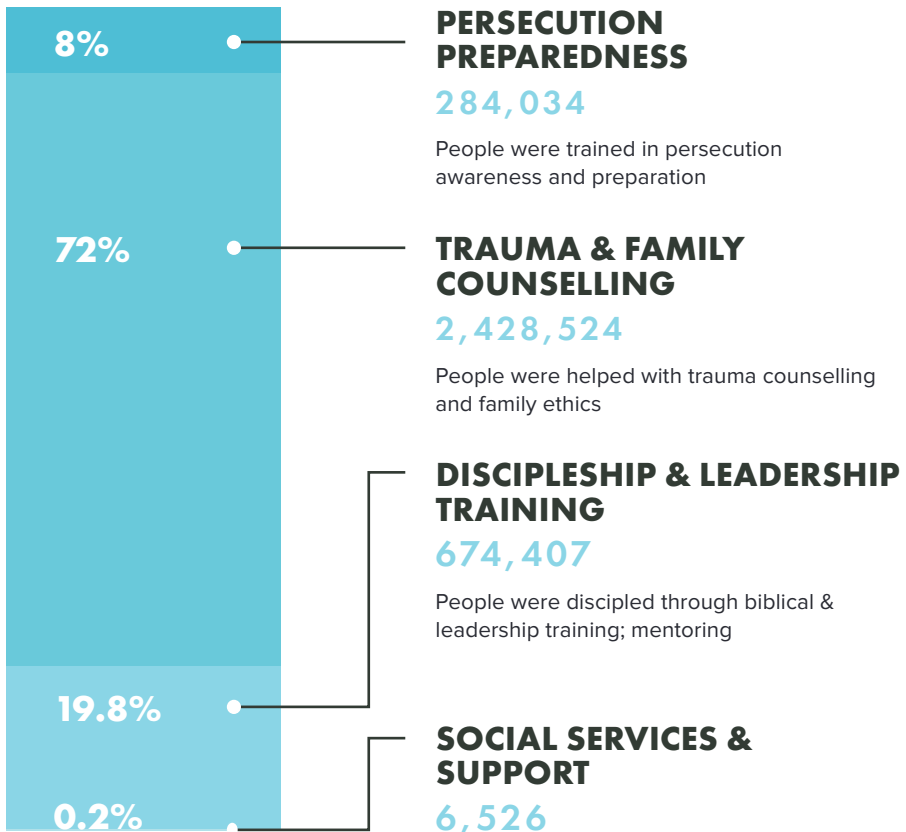 8%
PERSECUTION
PREPAREDNESS
284,034
People were trained in persecution
awareness and preparation
72%
TRAUMA & FAMILY
COUNSELLING
2,428,524
People were helped with trauma counselling
and family ethics
19.8%
DISCIPLESHIP & LEADERSHIP
TRAINING
674,407
People were discipled through biblical &
leadership training; mentoring
0.2%
SOCIAL SERVICES &
SUPPORT
6,526